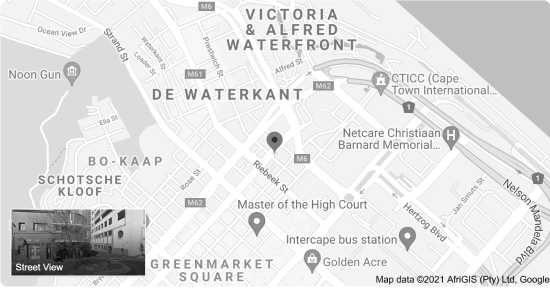 VICTORIA
& ALFRED
WATERFRONT
Ocean View Dr
Strand St
Waterkant St
Loader St
Prestwich St
Alfred St
Noon Gun
M61
M62
CTICC (Cape
Town International...
DE WATERKANT
1
Ella St
Netcare Christiaan
Barnard Memorial...
H
BO-KAAP
M6
1
SCHOTSCHE
KLOOF
Rose St
Riebeek St
Jan Smuts St
Nelson Mandela Blvd
M62
Master of the High Court
Hertzog Blvd
Intercape bus station
Street View
GREENMARKET
SQUARE
Golden Acre
Map data ©2021 AfriGIS (Pty) Ltd, Google